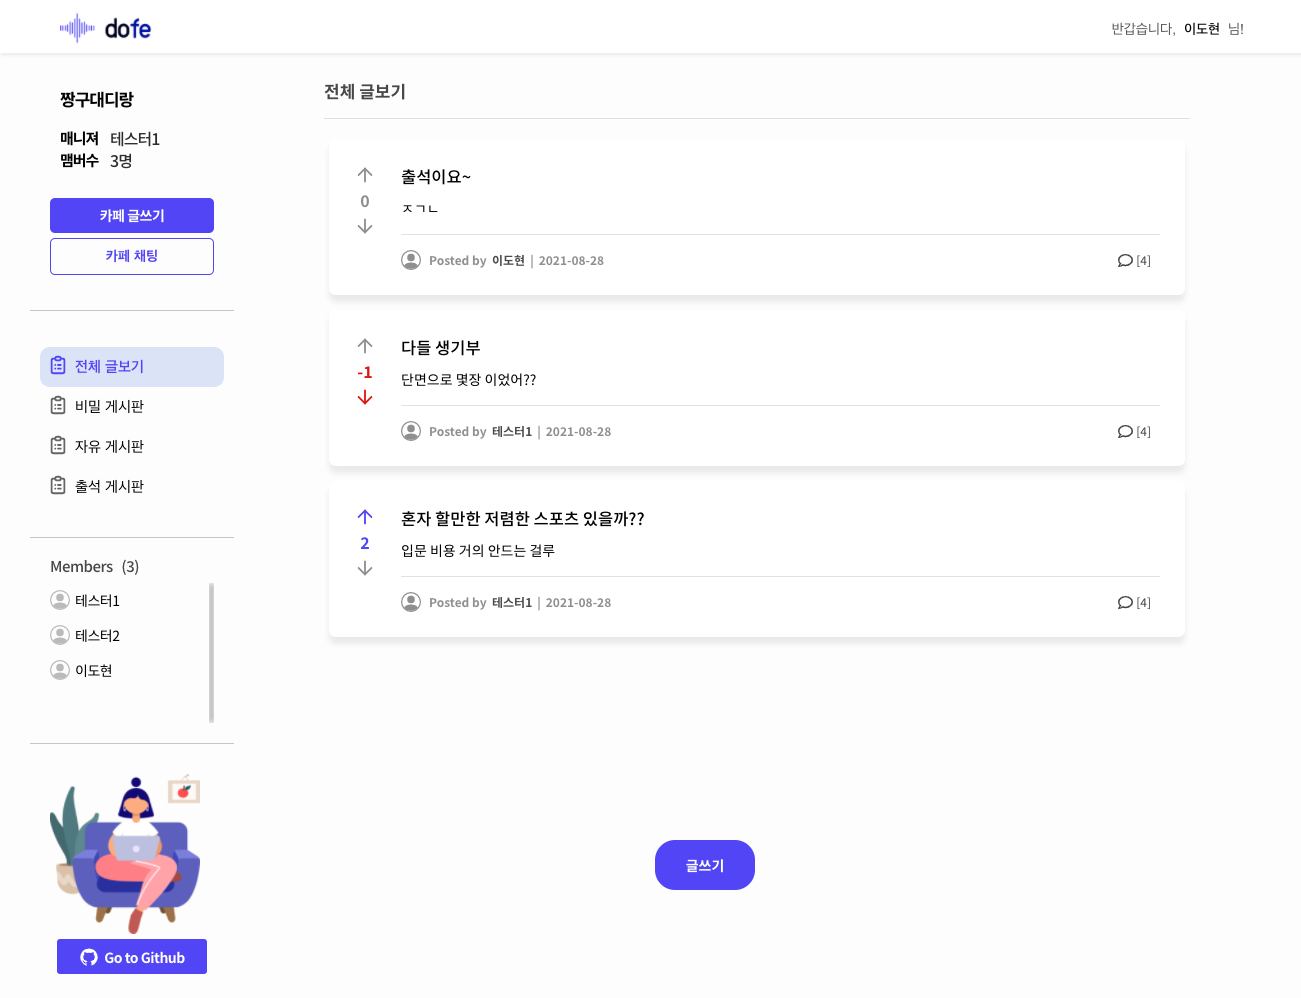 dofe
반갑습니다, 이도현 님!
짱구대디랑
매니져 테스터1
맴버수 3명
카페 글쓰기
카페 채팅
전체 글보기
비밀 게시판
자유 게시판
출석 게시판
Members (3)
테스터1
테스터2
이도현
Go to Github
전체 글보기
출석이요~
0
ㅈㄱㄴ
Posted by 이도현 | 2021-08-28 [4]
다들 생기부
-1
단면으로 몇장 이었어??
Posted by 테스터1 | 2021-08-28 [4]
혼자 할만한 저렴한 스포츠 있을까??
2
입문 비용 거의 안드는 걸루
Posted by 테스터1 | 2021-08-28 [4]
글쓰기